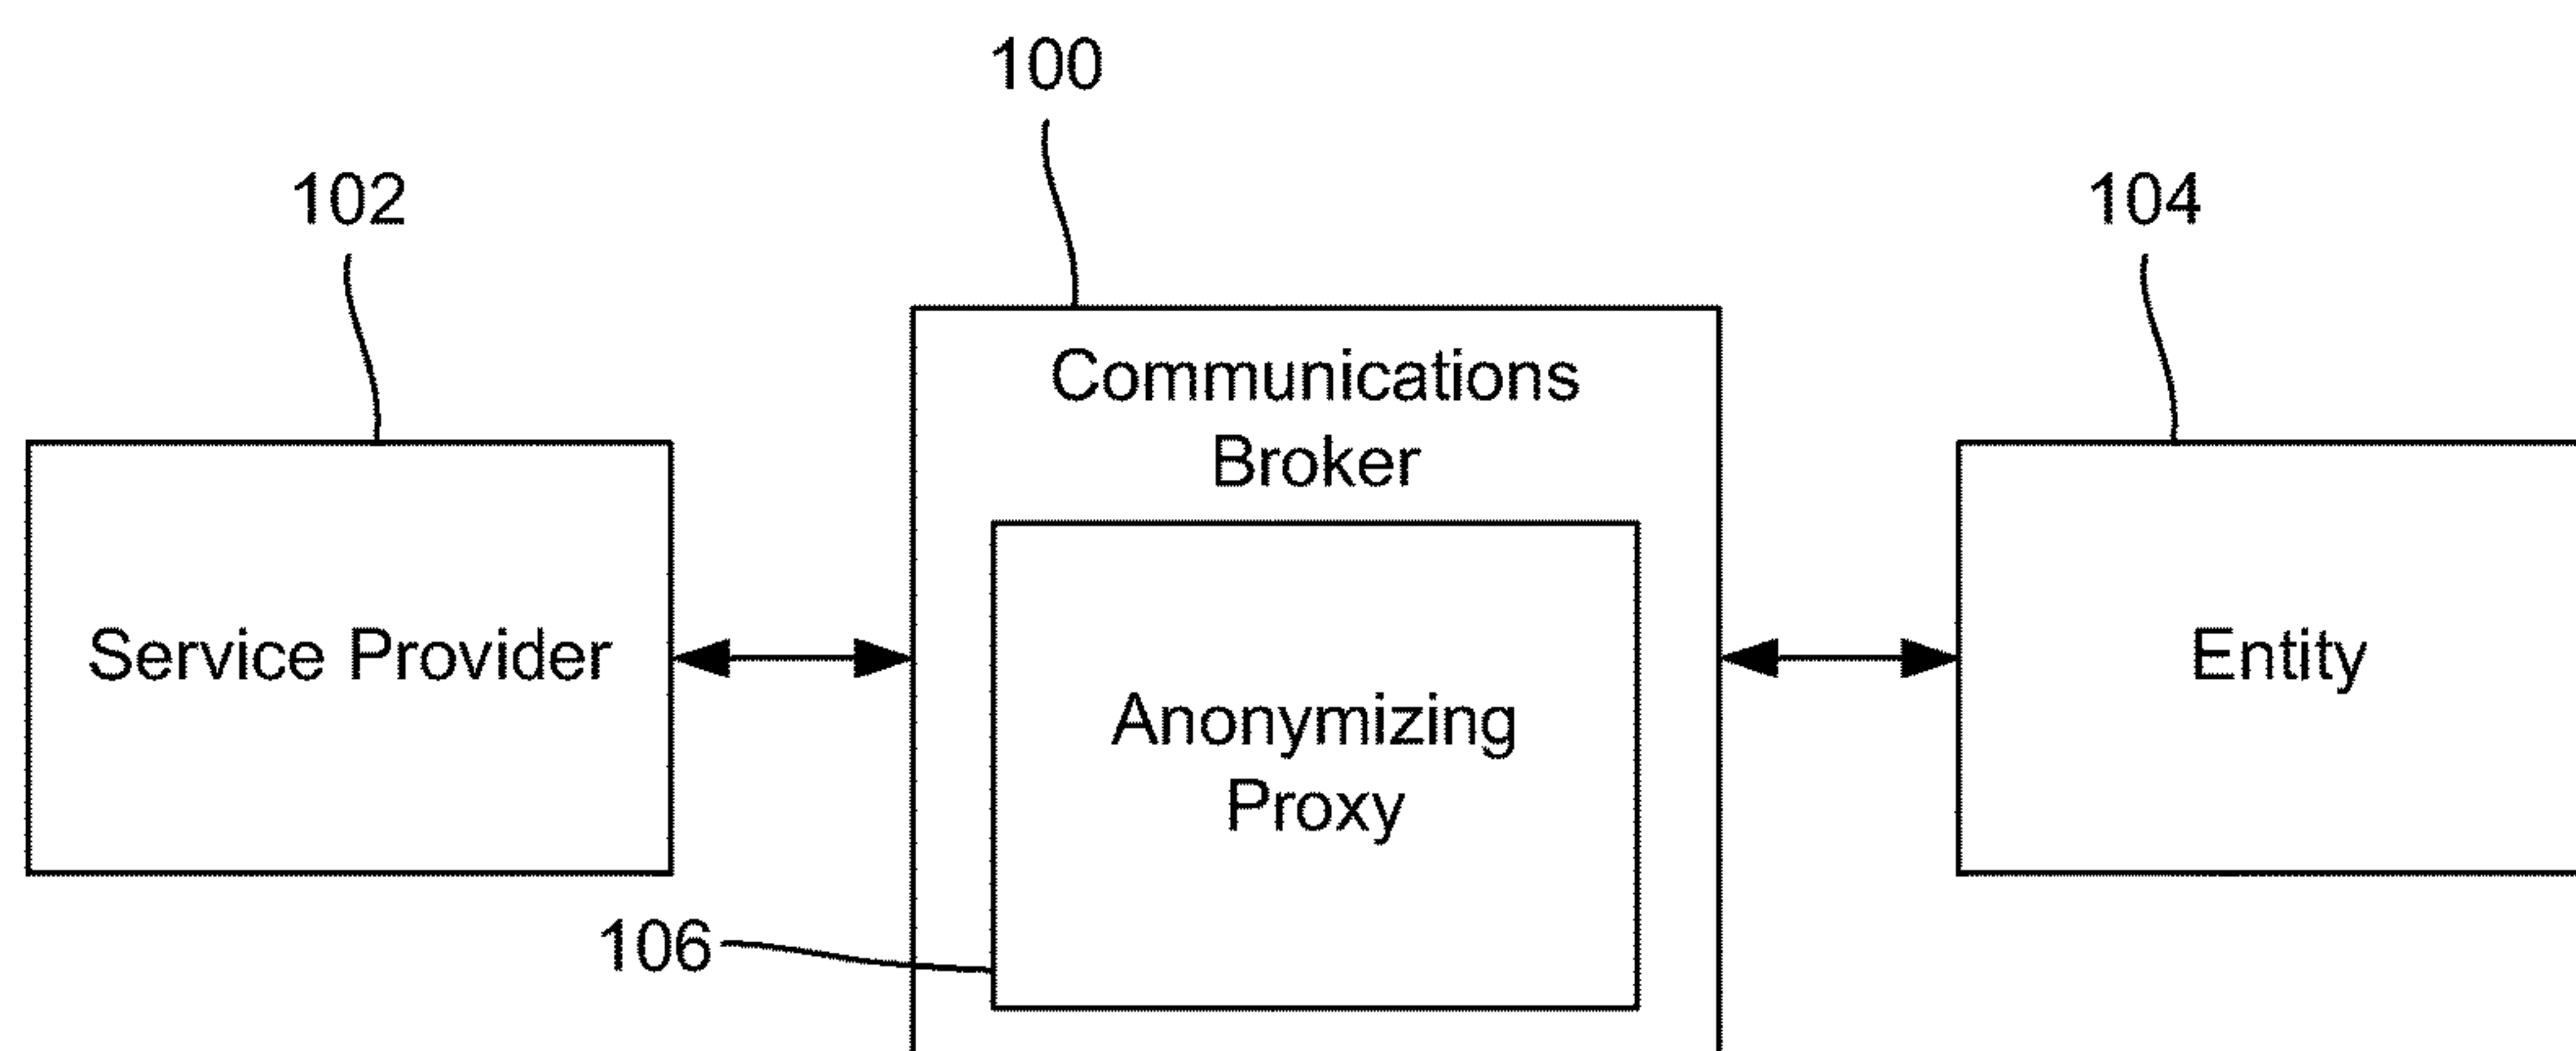 100
102
104
Communications
Broker
Service Provider
Anonymizing
Proxy
Entity
106